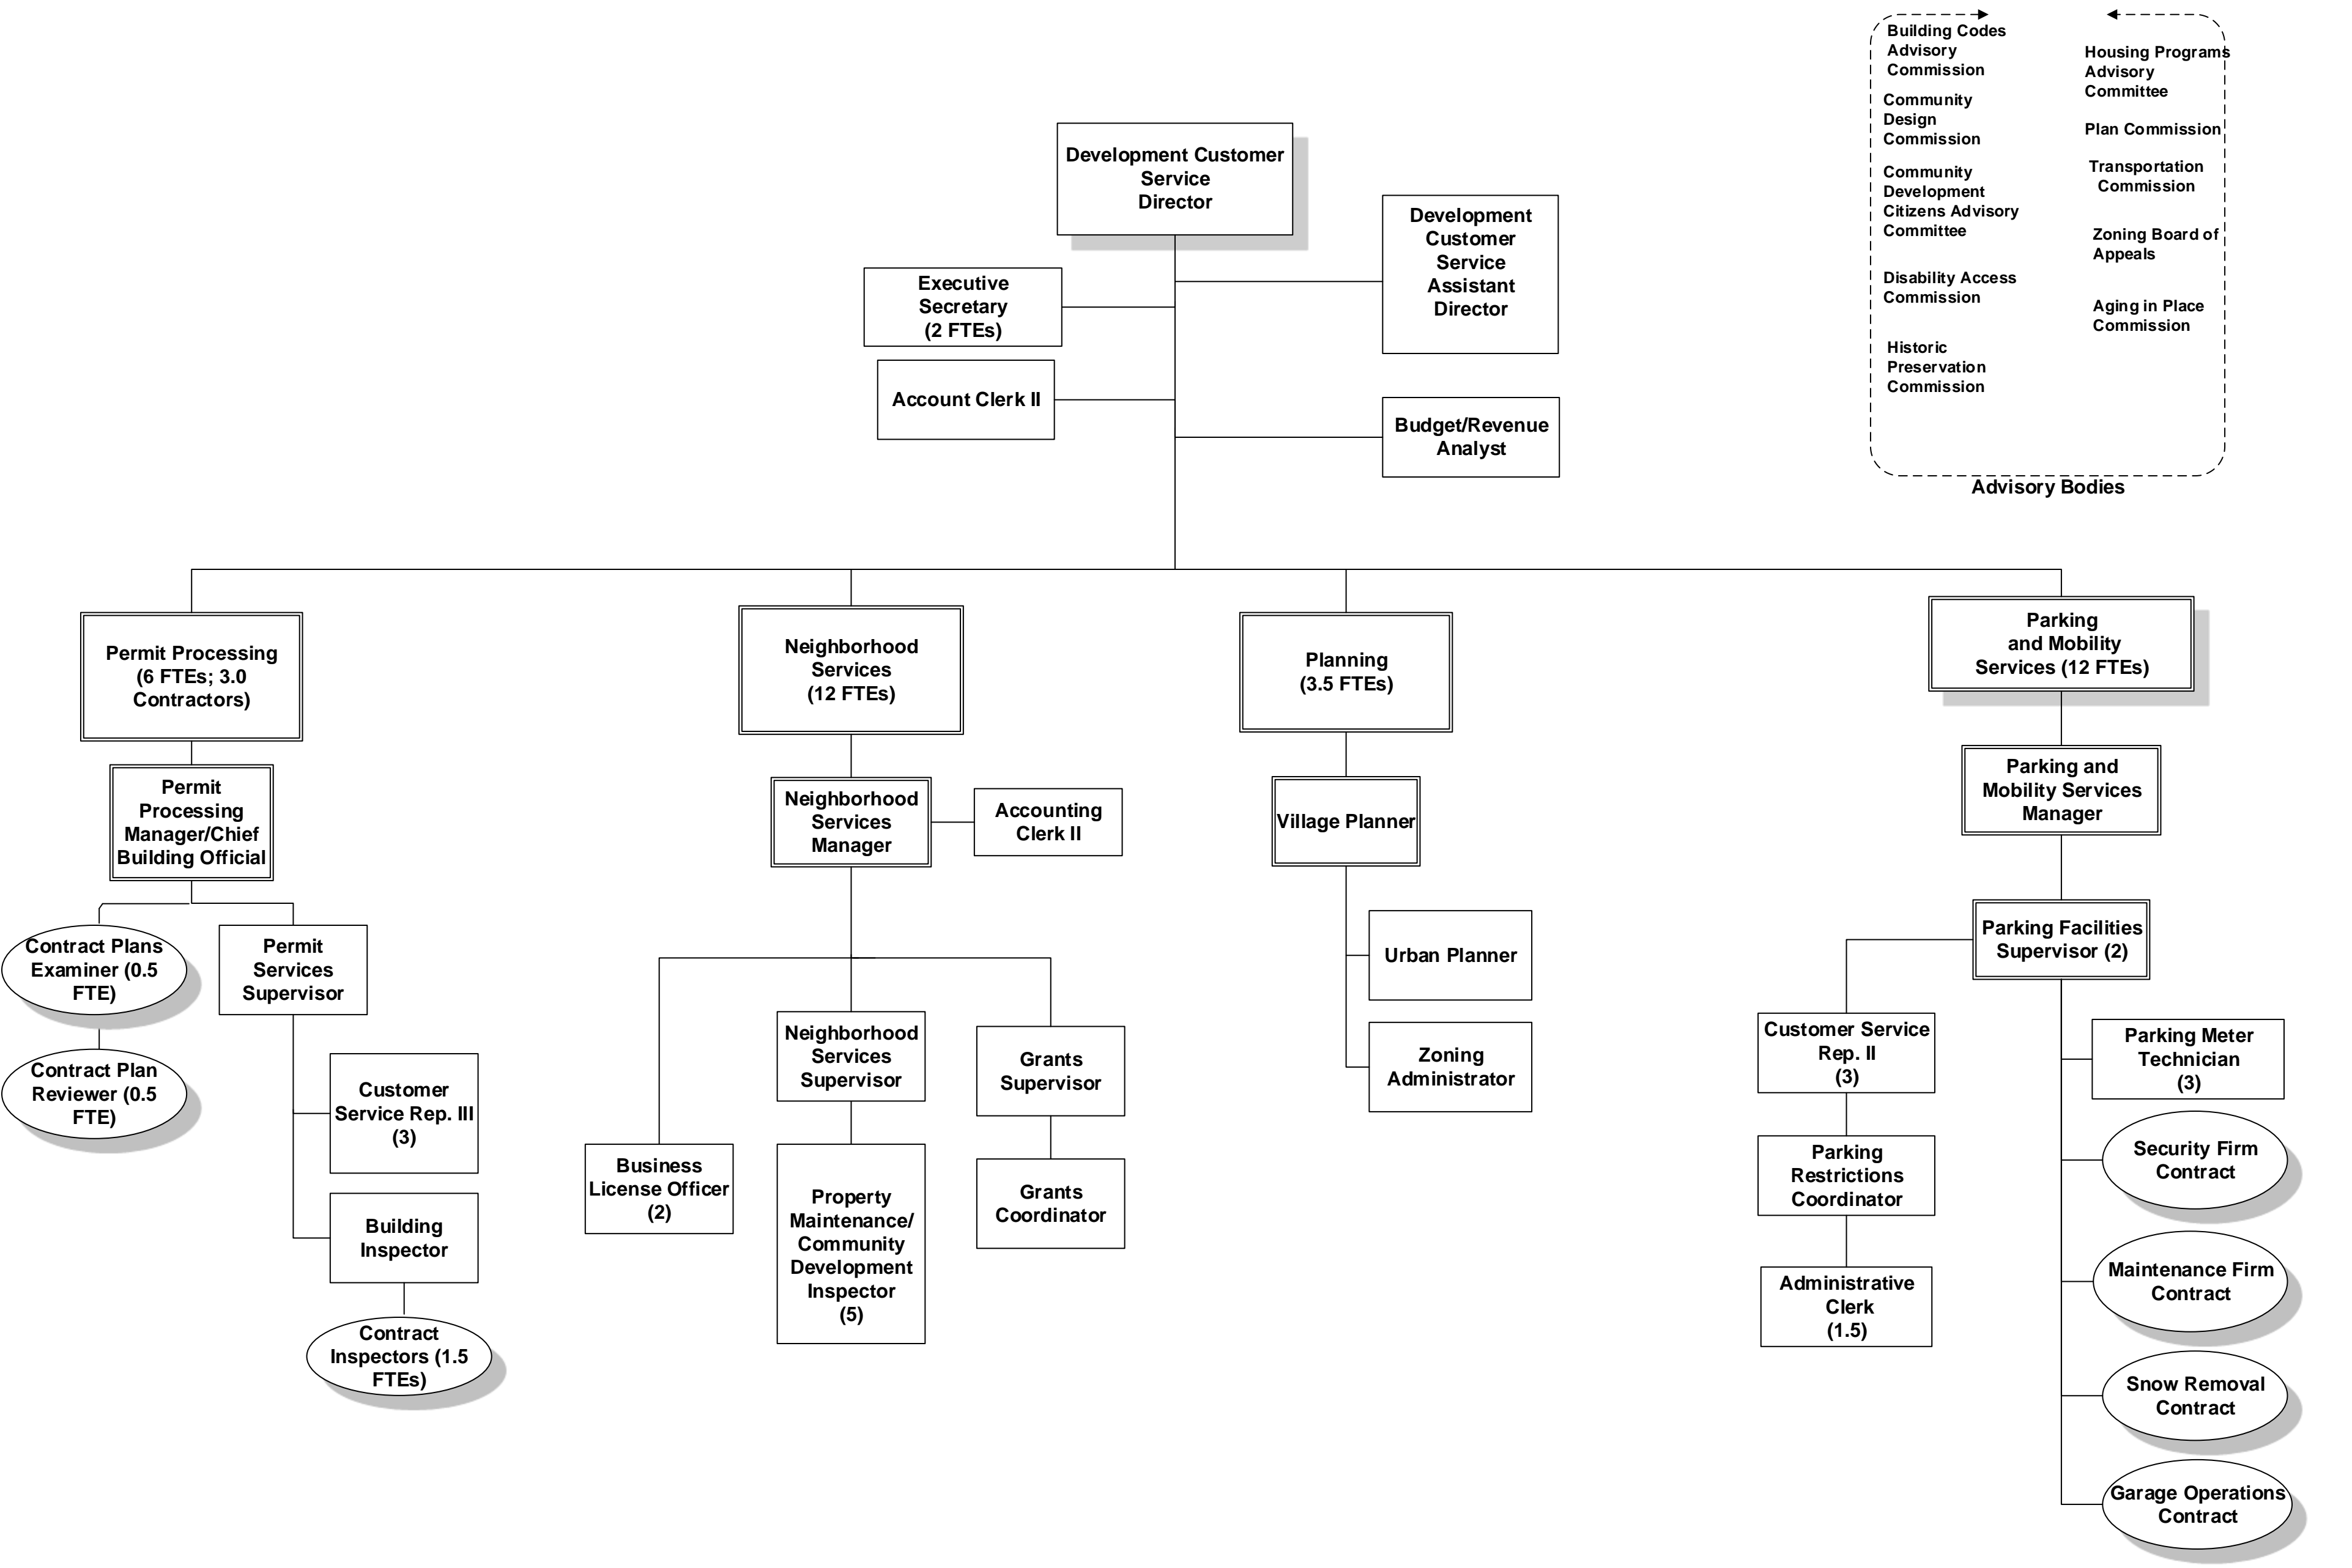 Building Codes
Advisory
Commission
Community
Design
Commission
Community
Development
Citizens Advisory
Committee
Disability Access
Commission
Historic
Preservation
Commission
Housing Programs
Advisory
Committee
Plan Commission
Transportation
Commission
Zoning Board of
Appeals
Aging in Place
Commission
Advisory Bodies
Development Customer
Service
Director
Development
Customer
Service
Assistant
Director
Executive
Secretary
(2 FTEs)
Account Clerk II
Budget/Revenue
Analyst
Permit Processing
(6 FTEs; 3.0
Contractors)
Permit
Processing
Manager/Chief
Building Official
Contract Plans
Examiner (0.5
FTE)
Contract Plan
Reviewer (0.5
FTE)
Permit
Services
Supervisor
Customer
Service Rep. III
(3)
Building
Inspector
Contract
Inspectors (1.5
FTEs)
Neighborhood
Services
(12 FTEs)
Neighborhood
Services
Manager
Accounting
Clerk II
Business
License Officer
(2)
Neighborhood
Services
Supervisor
Property
Maintenance/
Community
Development
Inspector
(5)
Grants
Supervisor
Grants
Coordinator
Planning
(3.5 FTEs)
Village Planner
Urban Planner
Zoning
Administrator
Parking
and Mobility
Services (12 FTEs)
Parking and
Mobility Services
Manager
Parking Facilities
Supervisor (2)
Customer Service
Rep. II
(3)
Parking
Restrictions
Coordinator
Administrative
Clerk
(1.5)
Parking Meter
Technician
(3)
Security Firm
Contract
Maintenance Firm
Contract
Snow Removal
Contract
Garage Operations
Contract